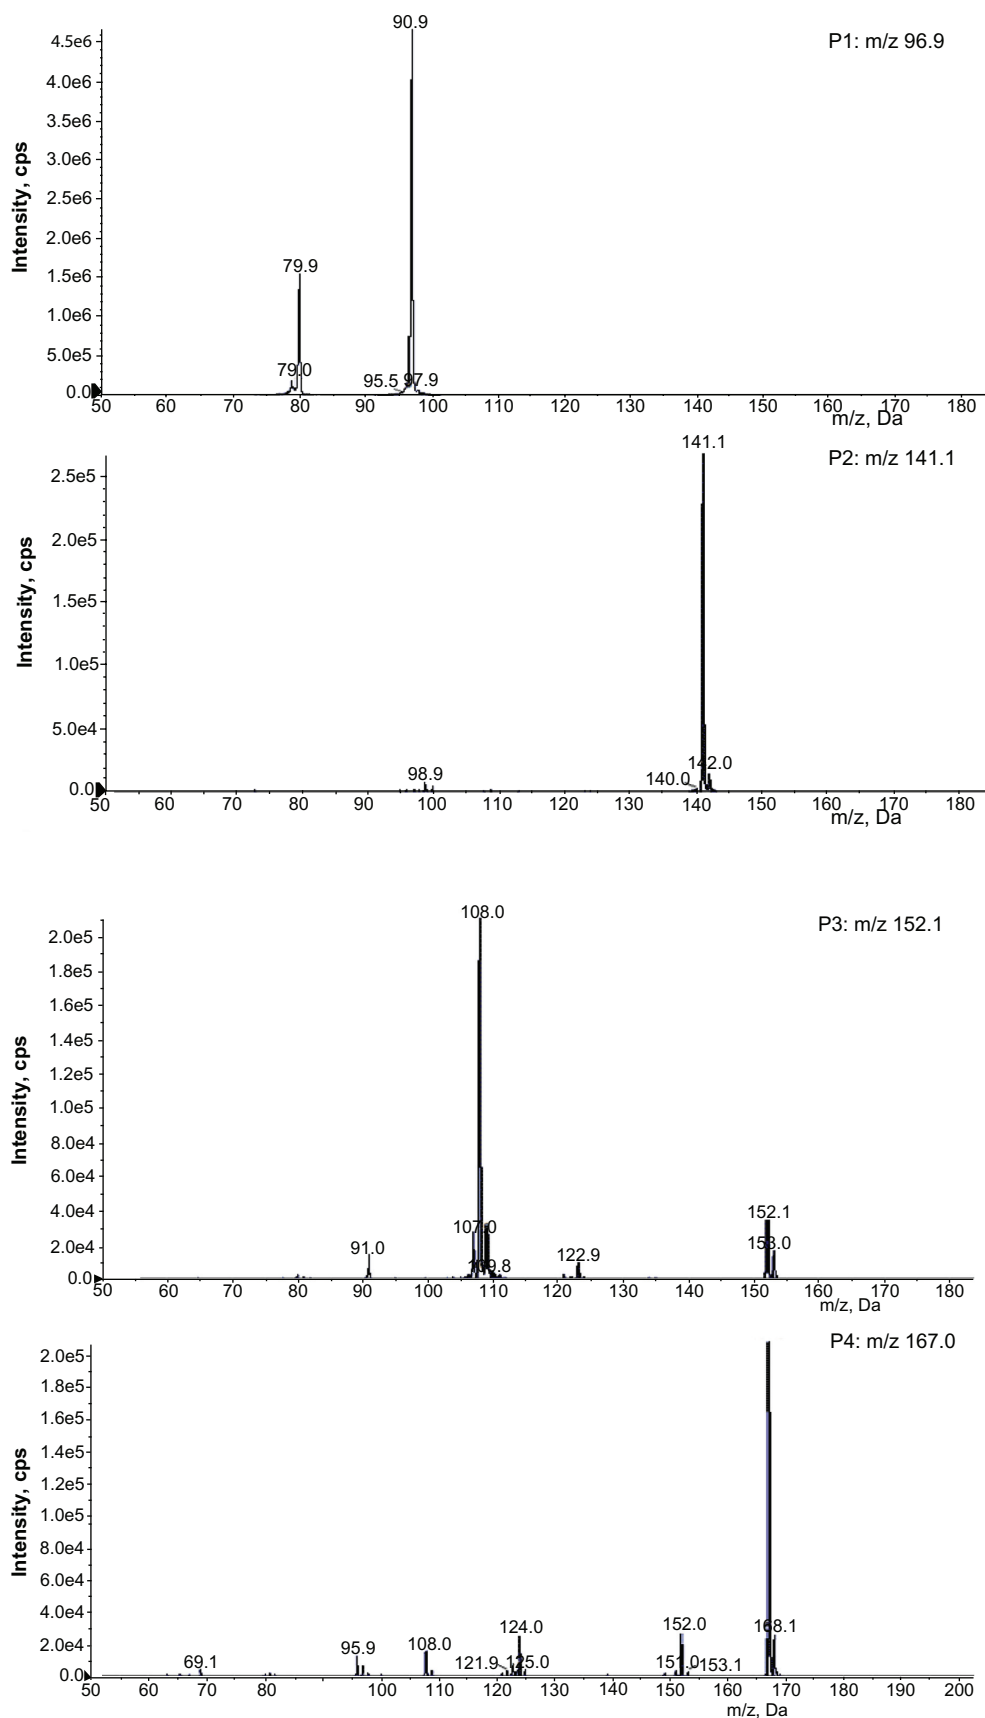 90.9
P1: m/z 96.9
4.5e6
4.0e6
3.5e6
3.0e6
2.5e6
2.0e6
1.5e6
1.0e6
5.0e5
0.0
Intensity, cps
79.9
79.0
95.5 97.9
50 60 70 80 90 100 110 120 130 140 150 160 170 180
m/z, Da
141.1
P2: m/z 141.1
2.5e5
2.0e5
1.5e5
1.0e5
5.0e4
0.0
Intensity, cps
98.9
140.0
142.0
50 60 70 80 90 100 110 120 130 140 150 160 170 180
m/z, Da
108.0
P3: m/z 152.1
2.0e5
1.8e5
1.4e5
1.2e5
1.0e5
8.0e4
6.0e4
4.0e4
2.0e4
0.0
Intensity, cps
91.0
107.0
109.8
122.9
152.1
153.0
50 60 70 80 90 100 110 120 130 140 150 160 170 180
m/z, Da
P4: m/z 167.0
2.0e5
1.8e5
1.6e5
1.4e5
1.2e5
1.0e5
8.0e4
6.0e4
4.0e4
2.0e4
0.0
Intensity, cps
69.1
95.9
108.0
121.9
124.0
125.0
152.0
151.0
153.1
168.1
50 60 70 80 100 110 120 130 140 150 160 170 180 190 200
m/z, Da